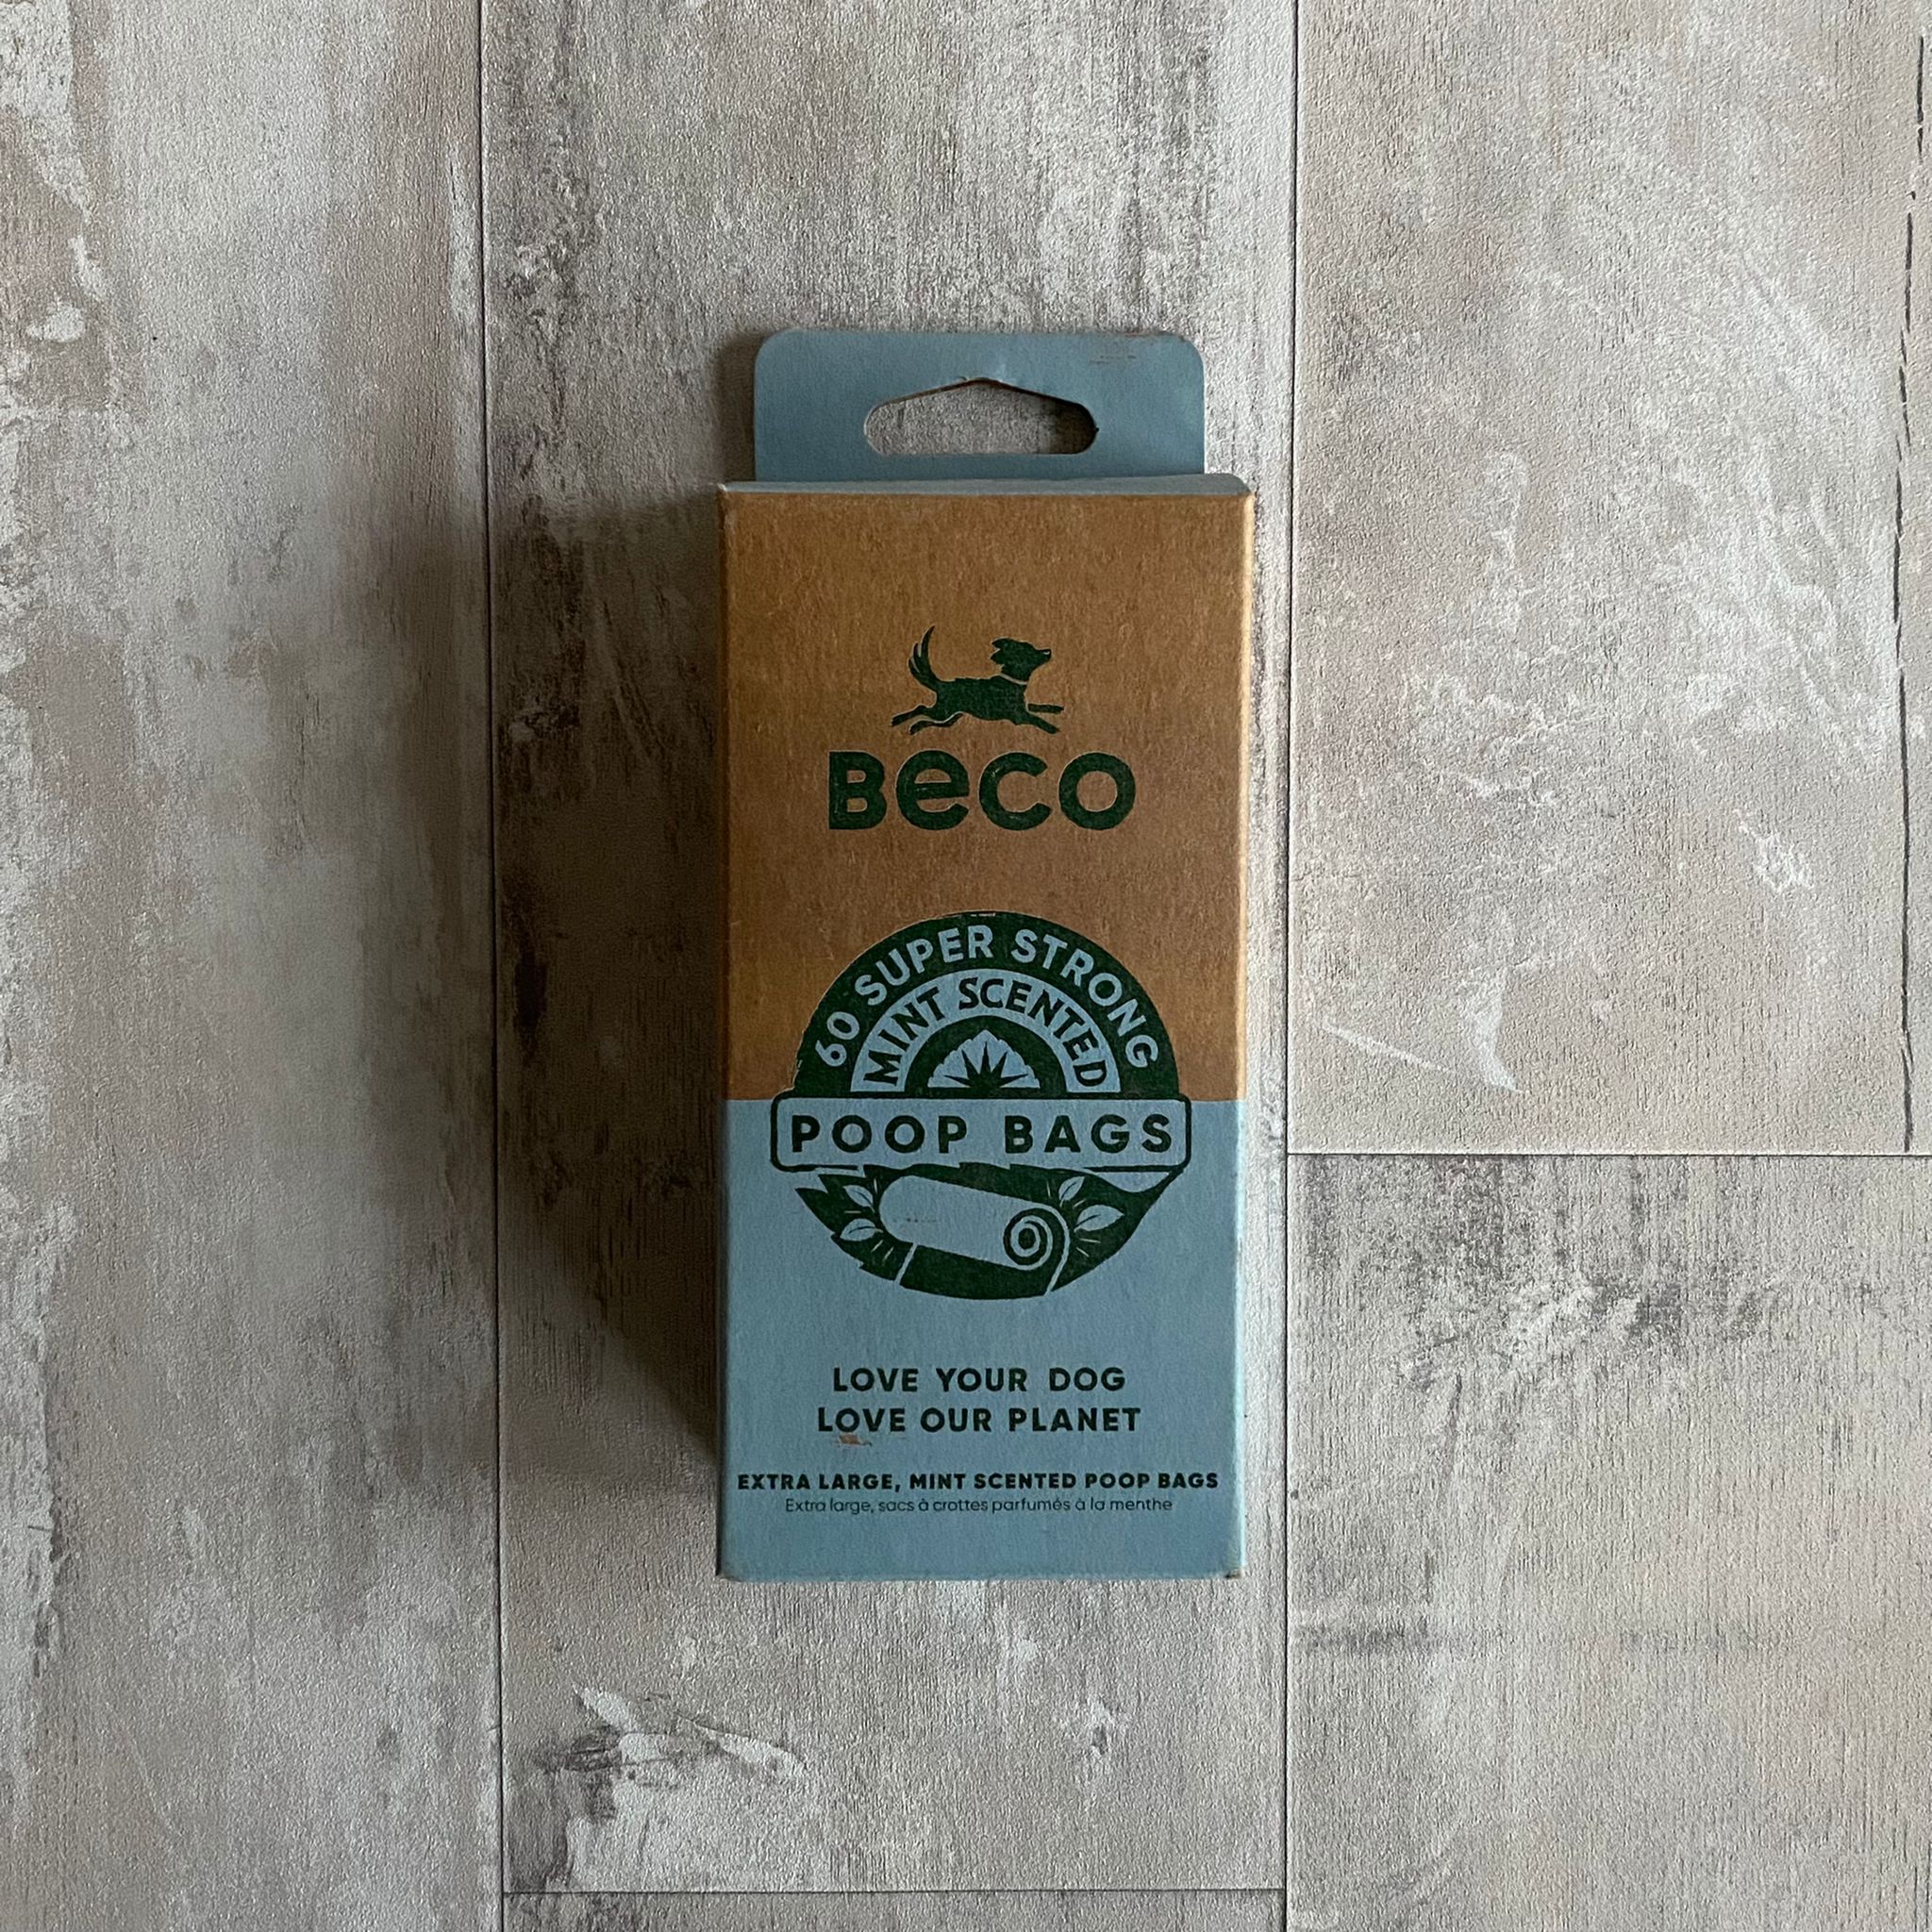 Beco
60 SUPER STRONG
MINT SCENTED
POOP BAGS
LOVE YOUR DOG
LOVE OUR PLANET
EXTRA LARGE, MINT SCENTED POOP BAGS
Extra large, sacs à crottes parfumés à la menthe